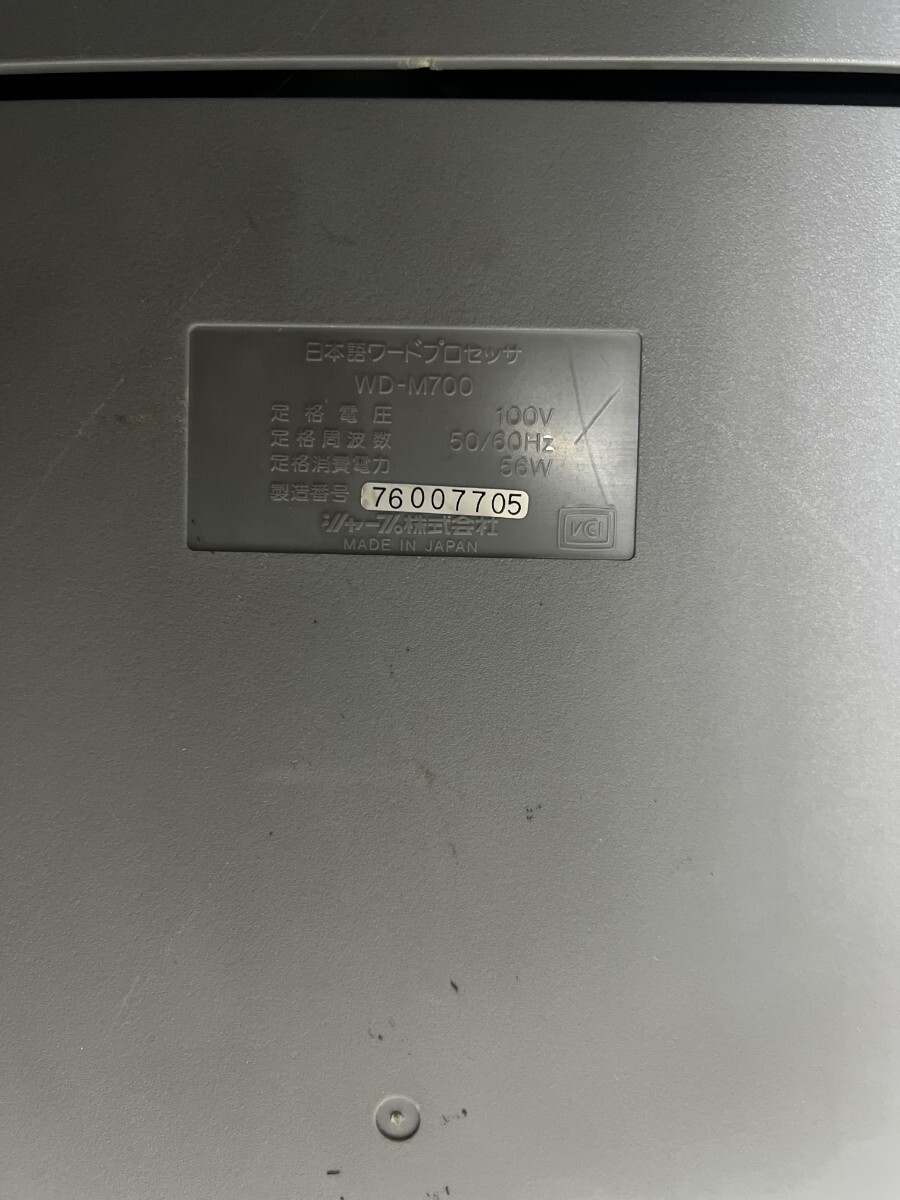 日本語ワードプロセッサ
WD-M700
定格電圧 100V
定格周波数 50/60Hz
定格消費電力 56W
製造番号 76007705
シャープ株式会社
MADE IN JAPAN
VCI